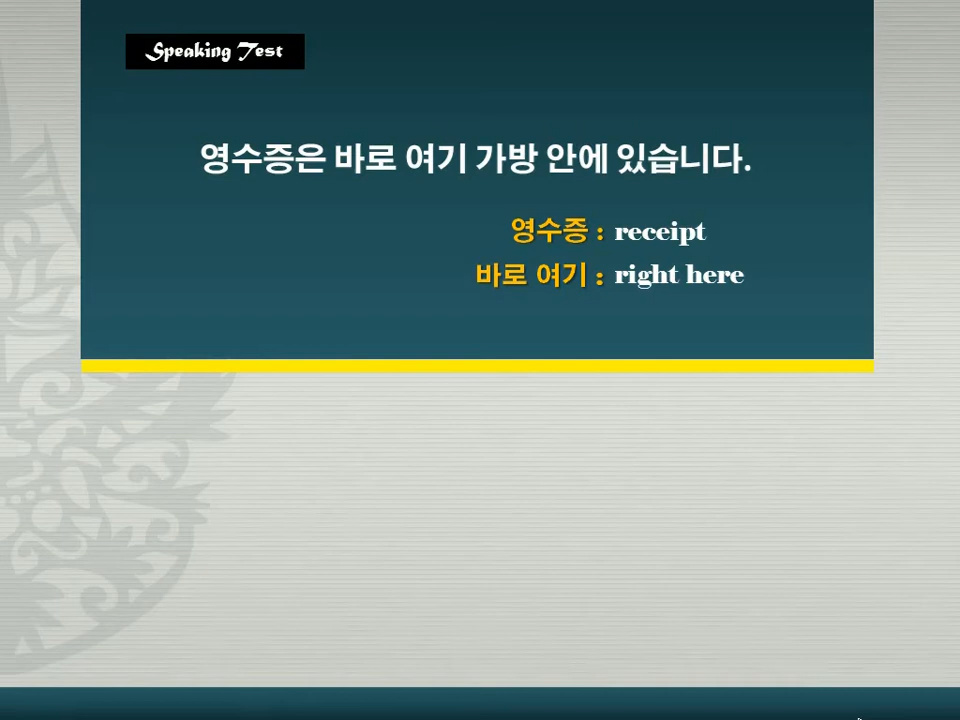 Speaking Test
영수증은 바로 여기 가방 안에 있습니다.
영수증 : receipt
바로 여기 : right here